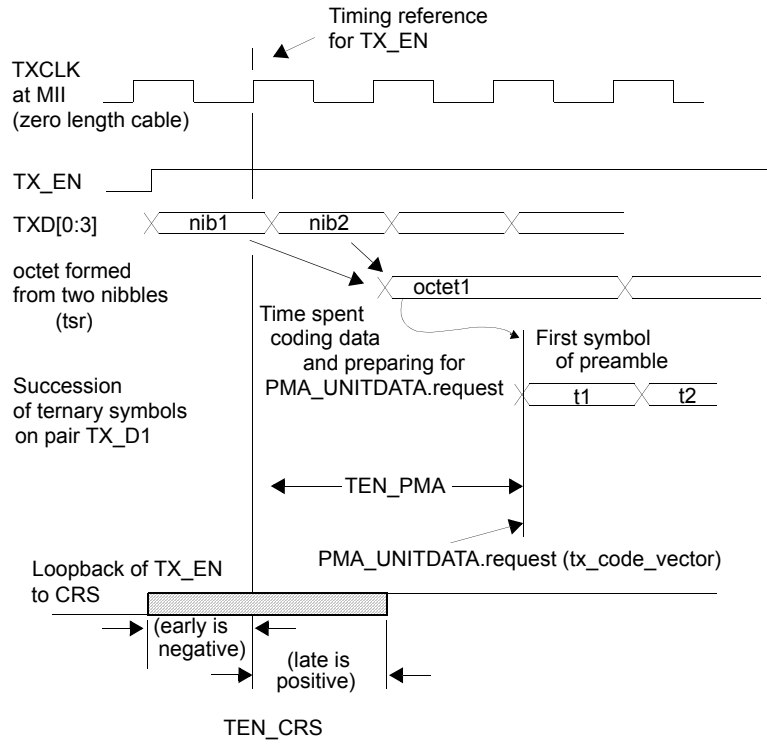 Timing reference
for TX_EN
TXCLK
at MII
(zero length cable)
TX_EN
TXD[0:3]
nib1
nib2
octet formed
from two nibbles
(tsr)
octet1
Time spent
coding data
and preparing for
PMA_UNITDATA.request
First symbol
of preamble
Succession
of ternary symbols
on pair TX_D1
t1
t2
TEN_PMA
PMA_UNITDATA.request (tx_code_vector)
Loopback of TX_EN
to CRS
(early is
negative)
(late is
positive)
TEN_CRS